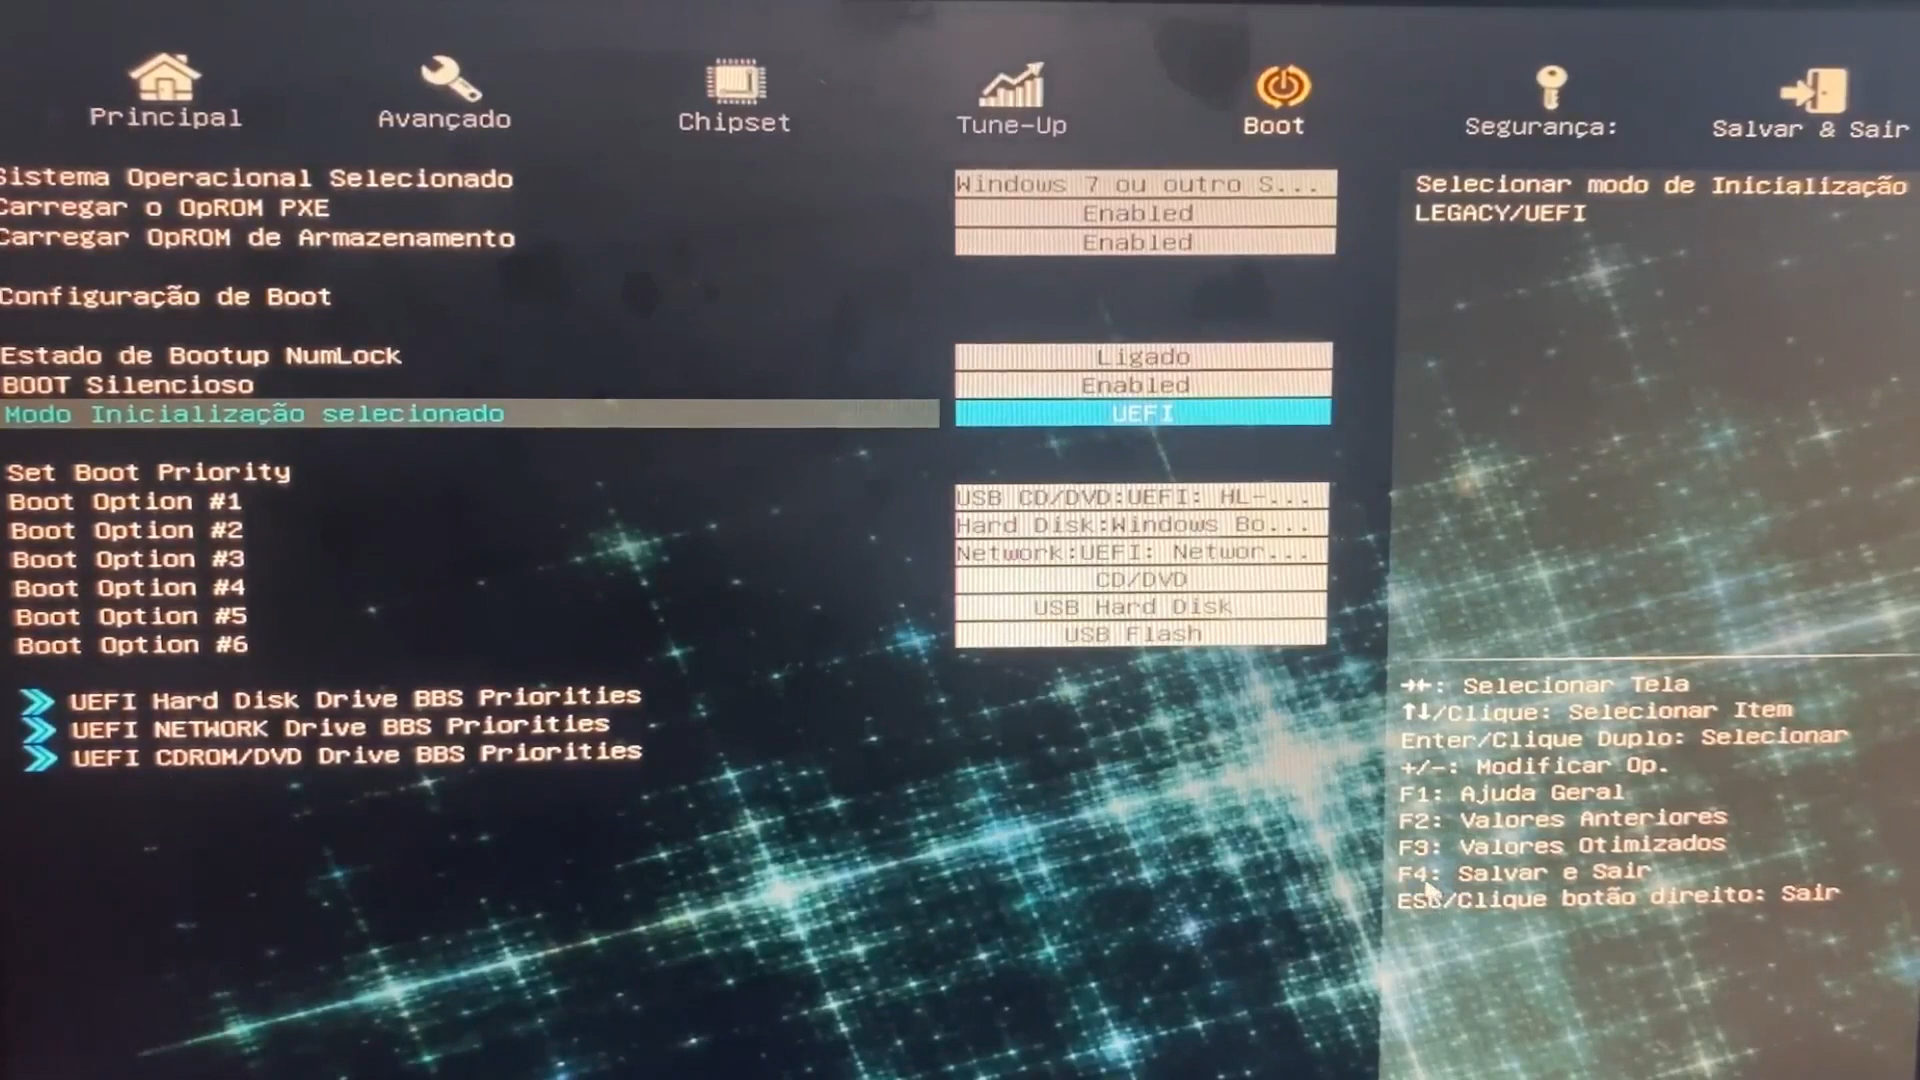 Principal
Avançado
Chipset
Tune-Up
Boot
Segurança:
Salvar & Sair
Sistema Operacional Selecionado
Windows 7 ou outro S...
Carregar o OpROM PXE
Enabled
Carregar OpROM de Armazenamento
Enabled
Configuração de Boot
Estado de Bootup NumLock
Ligado
BOOT Silencioso
Enabled
Modo Inicialização selecionado
UEFI
Set Boot Priority
Boot Option #1
USB CD/DVD:UEFI: HL-...
Boot Option #2
Hard Disk:Windows Bo...
Boot Option #3
Network:UEFI: Networ...
Boot Option #4
CD/DVD
Boot Option #5
USB Hard Disk
Boot Option #6
USB Flash
UEFI Hard Disk Drive BBS Priorities
UEFI NETWORK Drive BBS Priorities
UEFI CDROM/DVD Drive BBS Priorities
Selecionar modo de Inicialização
LEGACY/UEFI
→←: Selecionar Tela
↑↓/Clique: Selecionar Item
Enter/Clique Duplo: Selecionar
+/-: Modificar Op.
F1: Ajuda Geral
F2: Valores Anteriores
F3: Valores Otimizados
F4: Salvar e Sair
ESC/Clique botão direito: Sair